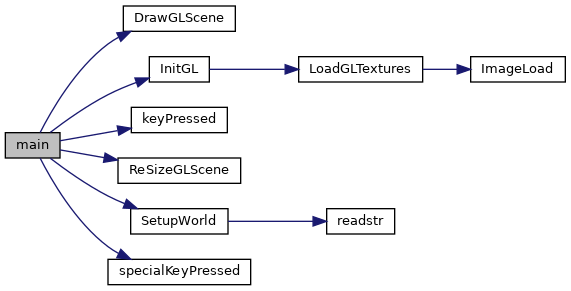 DrawGLScene
InitGL
LoadGLTextures
ImageLoad
keyPressed
main
ReSizeGLScene
SetupWorld
readstr
specialKeyPressed